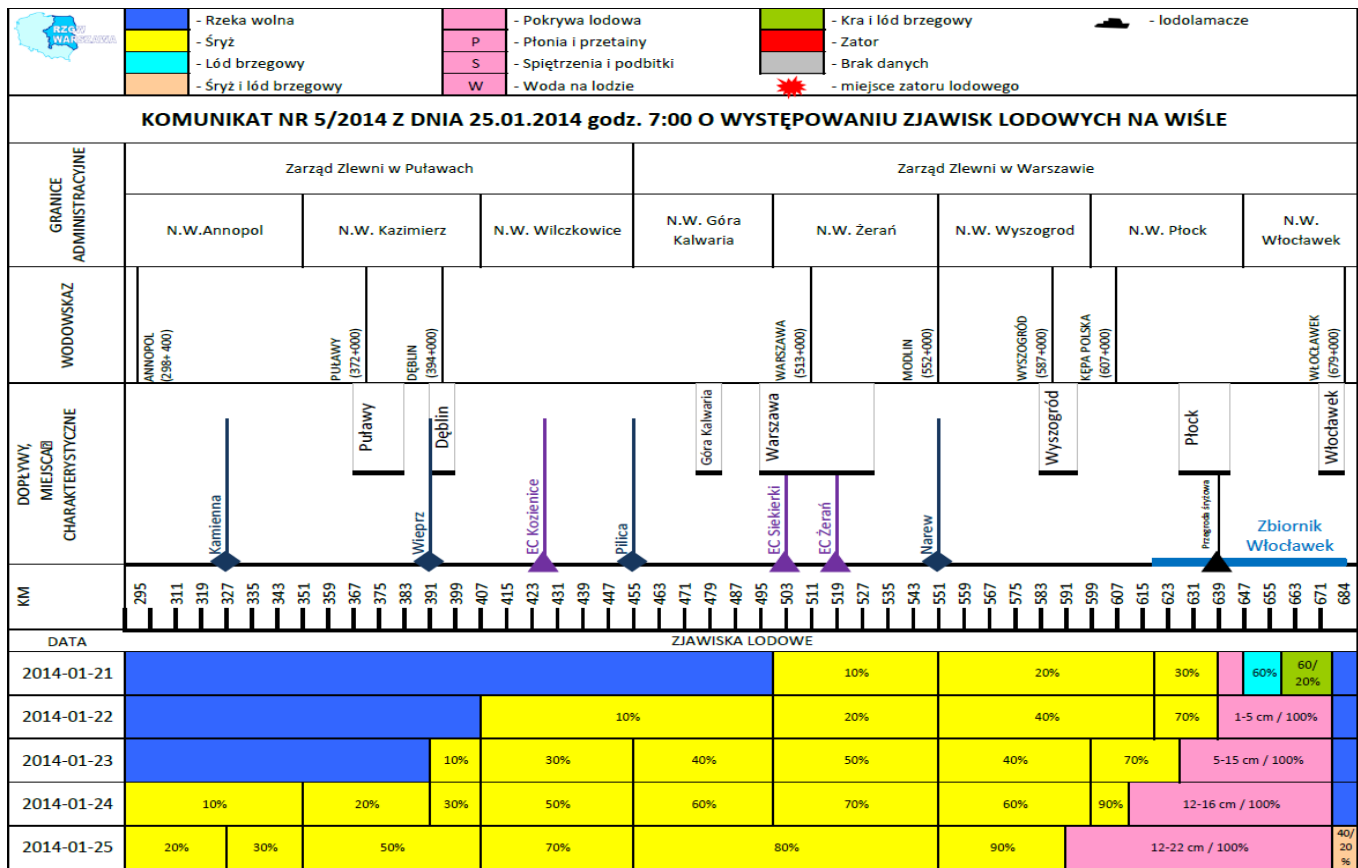 RZGW
WARSZAWA
- Rzeka wolna
- Śryż
- Lód brzegowy
- Śryż i lód brzegowy
- Pokrywa lodowa
P - Płonia i przetainy
S - Spiętrzenia i podbitki
W - Woda na lodzie
- Kra i lód brzegowy
- Zator
- Brak danych
- miejsce zatoru lodowego
- lodolamacze
KOMUNIKAT NR 5/2014 Z DNIA 25.01.2014 godz. 7:00 O WYSTĘPOWANIU ZJAWISK LODOWYCH NA WIŚLE
GRANICE
ADMINISTRACYJNE
Zarząd Zlewni w Puławach
Zarząd Zlewni w Warszawie
N.W.Annopol
N.W. Kazimierz
N.W. Wilczkowice
N.W. Góra
Kalwaria
N.W. Żerań
N.W. Wyszogrod
N.W. Płock
N.W.
Włocławek
WODOWSKAZ
ANNOPOL
(298+ 400)
PUŁAWY
(372+000)
DĘBLIN
(394+000)
WARSZAWA
(513+000)
MODLIN
(552+000)
WYSZOGRÓD
(587+000)
KĘPA POLSKA
(607+000)
WŁOCŁAWEK
(679+000)
DOPŁYWY,
MIEJSCA
CHARAKTERYSTYCZNE
Kamienna
Puławy
Wieprz
Dęblin
EC Kozienice
Pilica
Góra Kalwaria
Warszawa
EC Siekierki
EC Żerań
Narew
Wyszogród
Płock
Przegroda śryżowa
Zbiornik
Włocławek
Włocławek
KM
295 311 319 327 335 343 351 359 367 375 383 391 399 407 415 423 431 439 447 455 463 471 479 487 495 503 511 519 527 535 543 551 559 567 575 583 591 599 607 615 623 631 639 647 655 663 671 684
DATA ZJAWISKA LODOWE
2014-01-21 10% 20% 30% 60% 60/
20%
2014-01-22 10% 20% 40% 70% 1-5 cm / 100%
2014-01-23 10% 30% 40% 50% 40% 70% 5-15 cm / 100%
2014-01-24 10% 20% 30% 50% 60% 70% 60% 90% 12-16 cm / 100%
2014-01-25 20% 30% 50% 70% 80% 90% 12-22 cm / 100% 40/
20
%